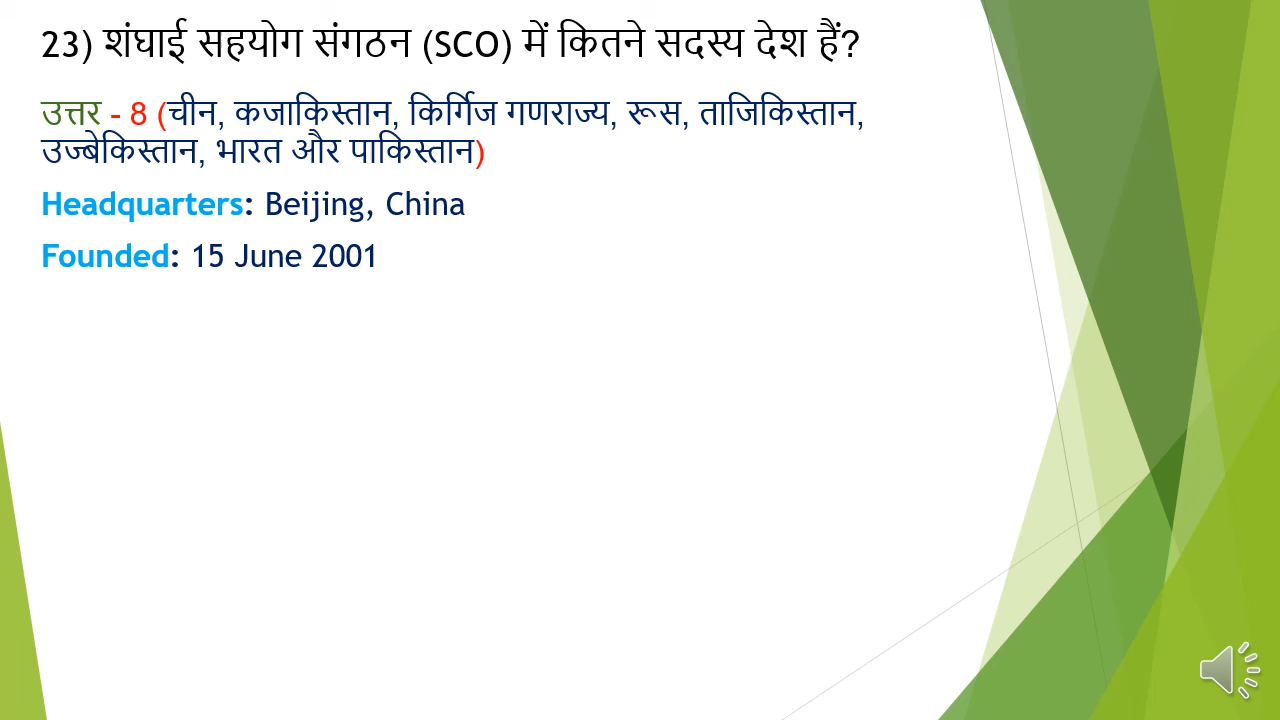 23) शंघाई सहयोग संगठन (SCO) में कितने सदस्य देश हैं?
उत्तर - 8 (चीन, कजाकिस्तान, किर्गिज गणराज्य, रूस, ताजिकिस्तान,
उज्बेकिस्तान, भारत और पाकिस्तान)
Headquarters: Beijing, China
Founded: 15 June 2001